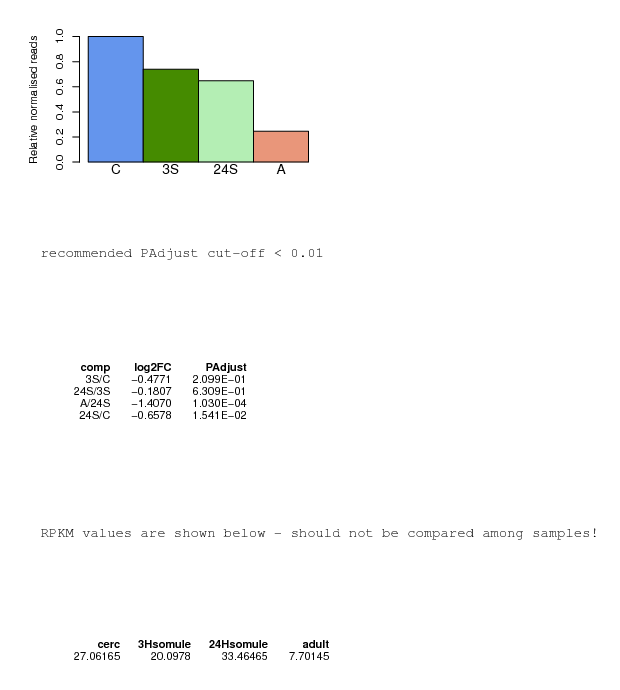 Relative normalised reads
1.0
0.8
0.6
0.4
0.2
0.0
C 3S 24S A
recommended PAdjust cut-off < 0.01
comp log2FC PAdjust
3S/C −0.4771 2.099E−01
24S/3S −0.1807 6.309E−01
A/24S −1.4070 1.030E−04
24S/C −0.6578 1.541E−02
RPKM values are shown below - should not be compared among samples!
cerc 3Hsomule 24Hsomule adult
27.06165 20.0978 33.46465 7.70145